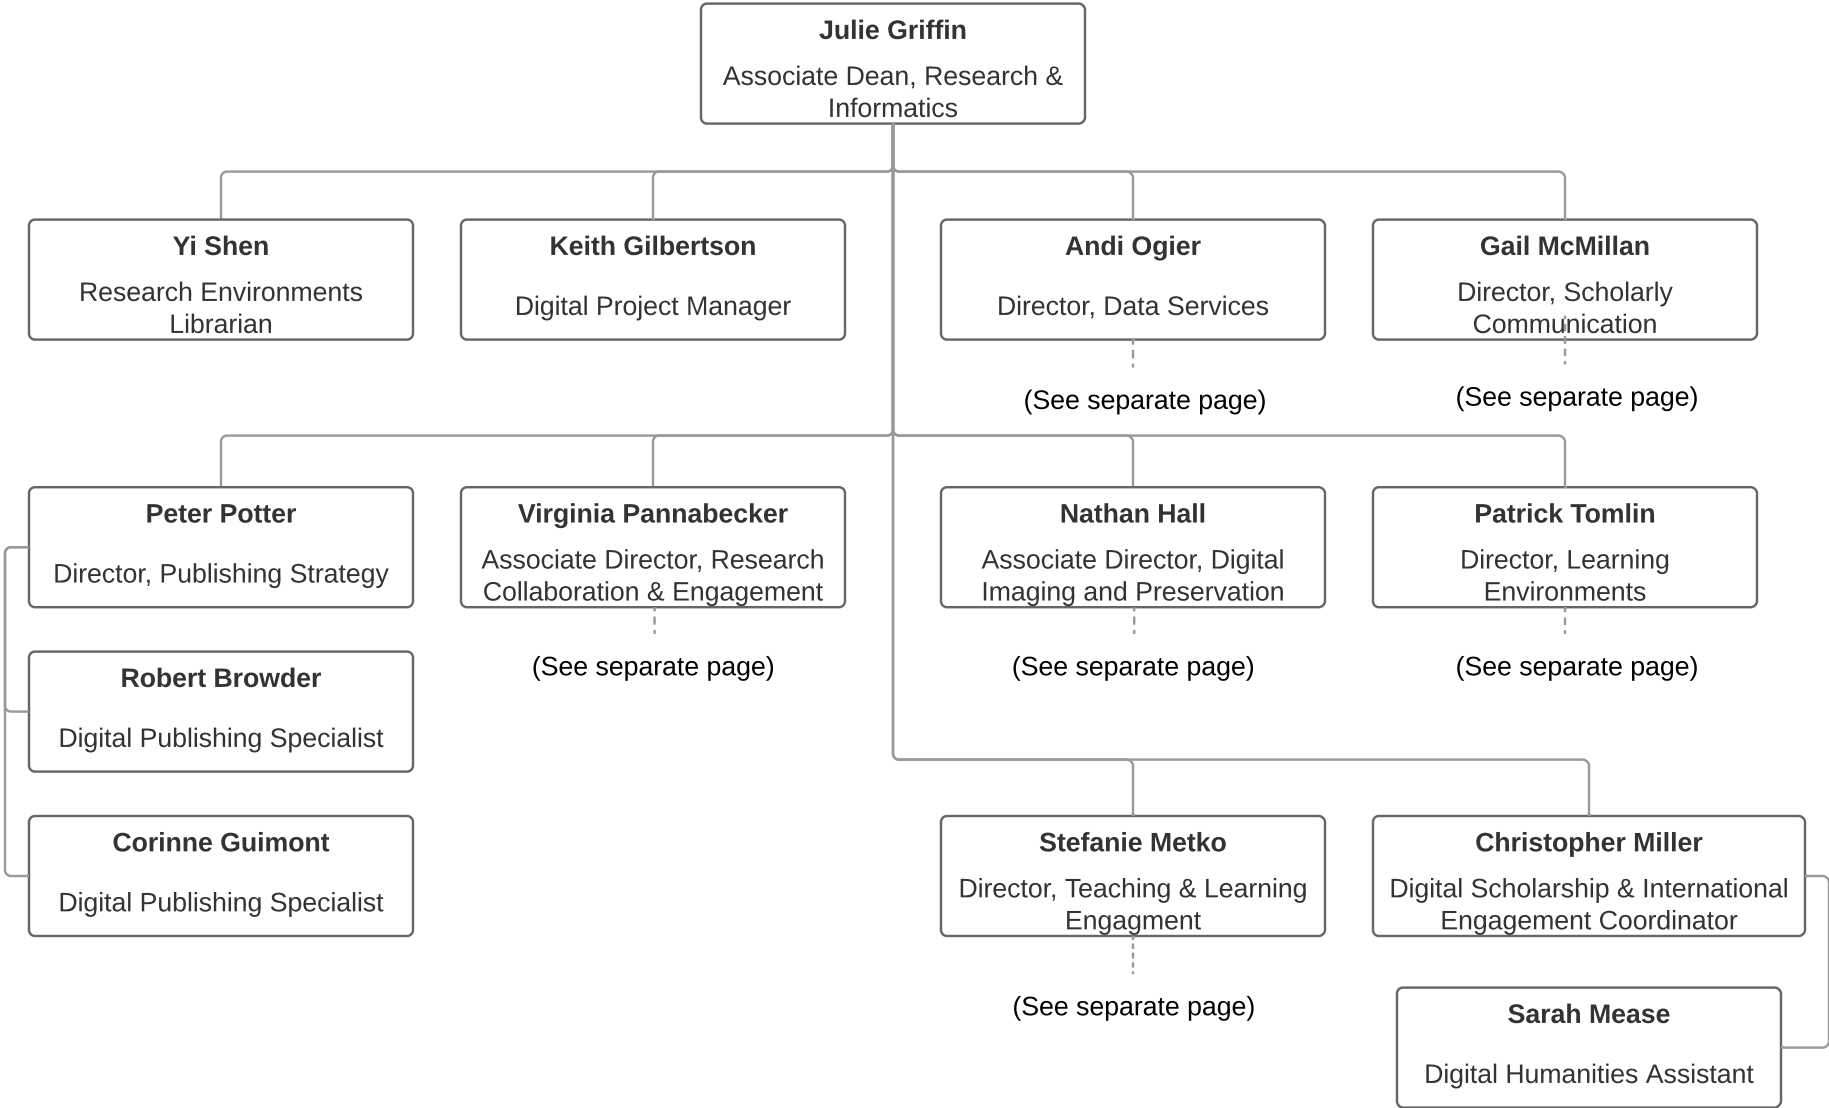 Julie Griffin
Associate Dean, Research &
Informatics
Yi Shen
Research Environments
Librarian
Keith Gilbertson
Digital Project Manager
Andi Ogier
Director, Data Services
(See separate page)
Gail McMillan
Director, Scholarly
Communication
(See separate page)
Peter Potter
Director, Publishing Strategy
Robert Browder
Digital Publishing Specialist
Corinne Guimont
Digital Publishing Specialist
Virginia Pannabecker
Associate Director, Research
Collaboration & Engagement
(See separate page)
Nathan Hall
Associate Director, Digital
Imaging and Preservation
(See separate page)
Patrick Tomlin
Director, Learning
Environments
(See separate page)
Stefanie Metko
Director, Teaching & Learning
Engagment
(See separate page)
Christopher Miller
Digital Scholarship & International
Engagement Coordinator
Sarah Mease
Digital Humanities Assistant